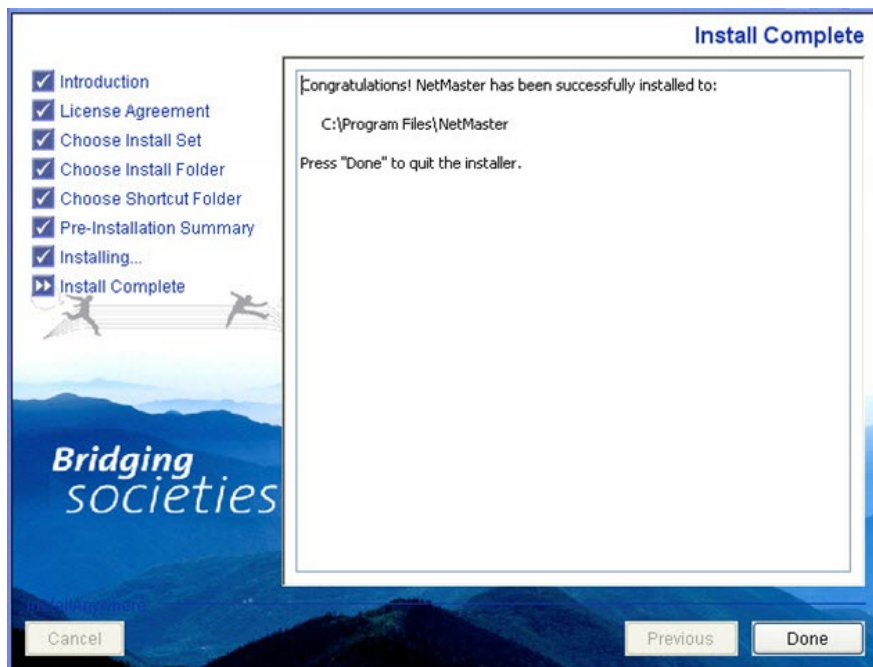 Install Complete
Introduction
License Agreement
Choose Install Set
Choose Install Folder
Choose Shortcut Folder
Pre-Installation Summary
Installing...
Install Complete
Congratulations! NetMaster has been successfully installed to:
C:\Program Files\NetMaster
Press "Done" to quit the installer.
Bridging
societies
InstallAnywhere
Cancel
Previous
Done